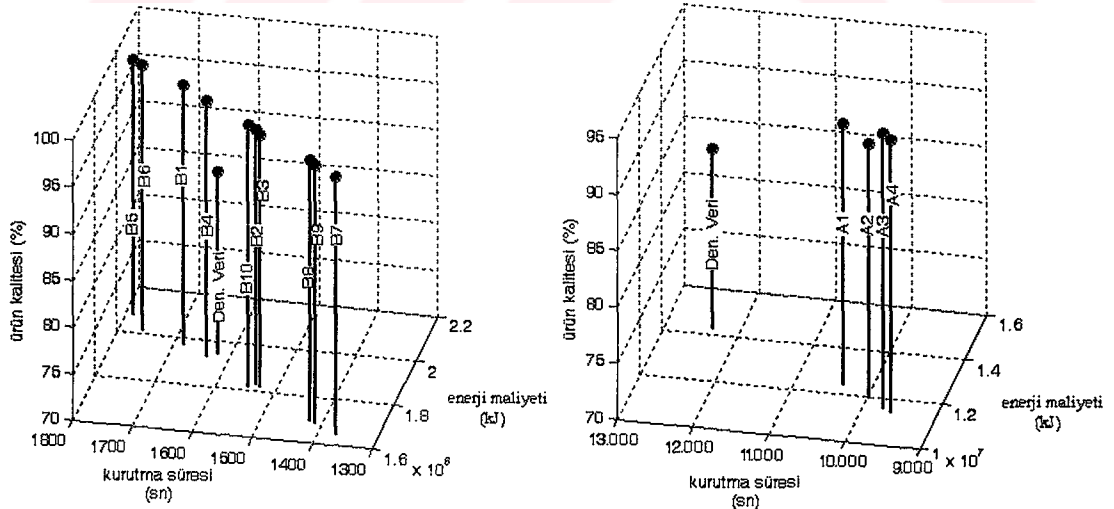 100
95
90
85
80
75
70
ürün kalitesi (%)
1800
1700
1600
1500
1400
1300
kurutma süresi
(sn)
2.2
2
1.8
1.6 x 10⁶
enerji maliyeti
(kJ)
B5
B6
B1
B4
Den. Veri
B10
B2
B3
B8
B9
B7
95
90
85
80
75
70
ürün kalitesi (%)
13.000
12.000
11.000
10.000
9.000
kurutma süresi
(sn)
1.6
1.4
1.2
1 x 10⁷
enerji maliyeti
(kJ)
Den. Veri
A1
A2
A3
A4